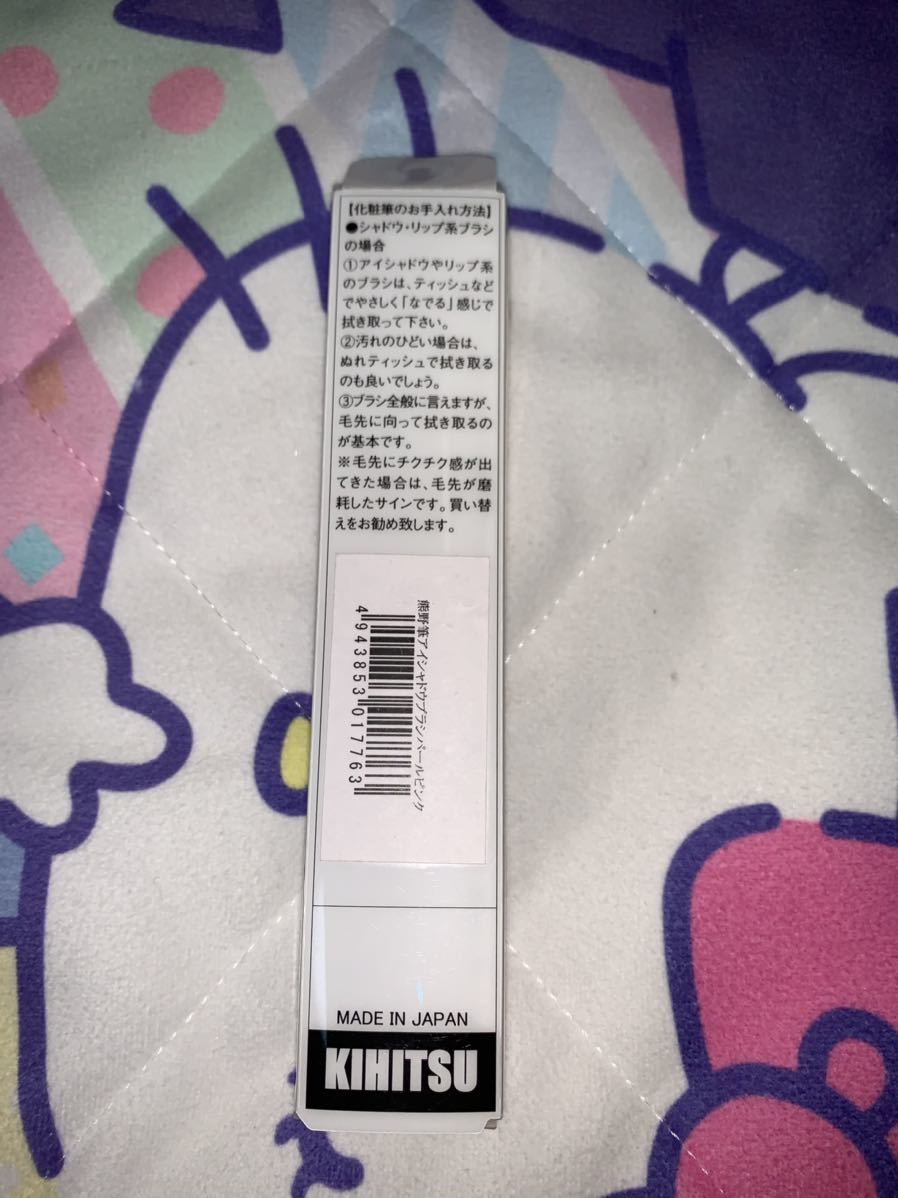 【化粧筆のお手入れ方法】
●シャドウ・リップ系ブラシ
の場合
①アイシャドウやリップ系
のブラシは、ティッシュなど
でやさしく「なでる」感じで
拭き取って下さい。
②汚れのひどい場合は、
ぬれティッシュで拭き取る
のも良いでしょう。
③ブラシ全般に言えますが、
毛先に向って拭き取るの
が基本です。
※毛先にチクチク感が出
てきた場合は、毛先が磨
耗したサインです。買い替
えをお勧め致します。
熊野筆アイシャドウブラシパールピンク
4943853017763
MADE IN JAPAN
KIHITSU